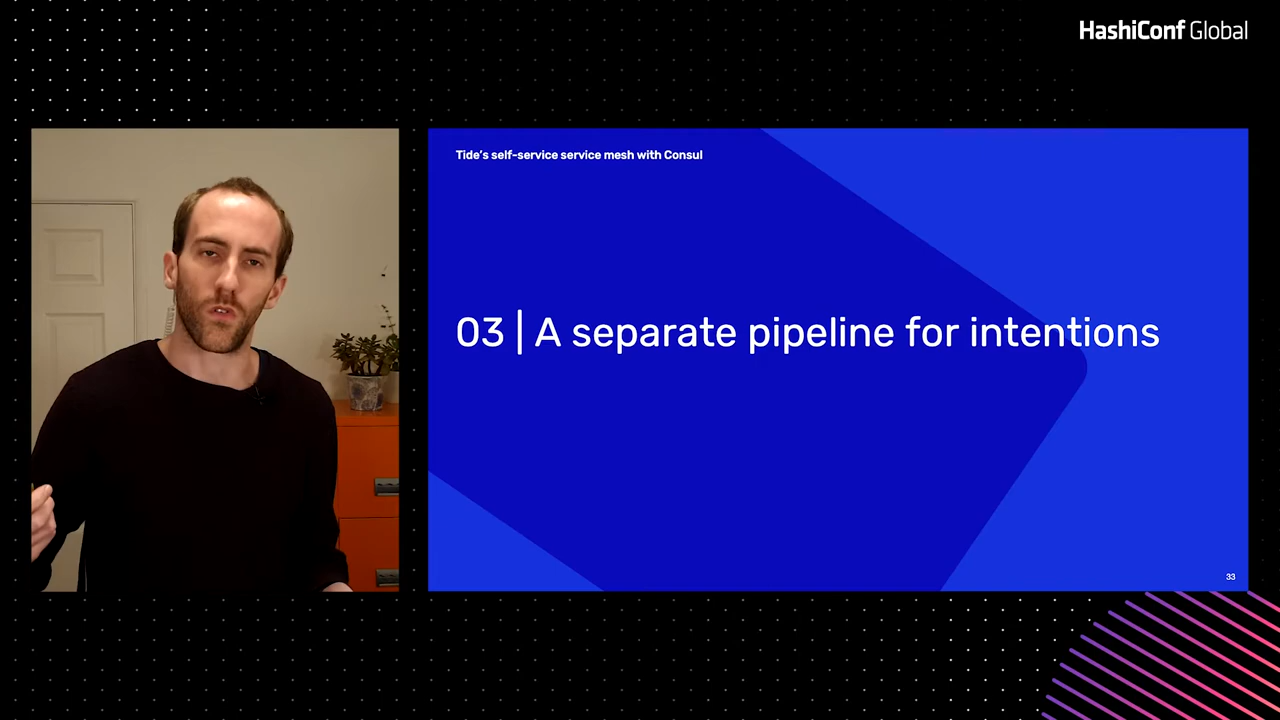 HashiConf Global
Tide's self-service service mesh with Consul
03 | A separate pipeline for intentions
33